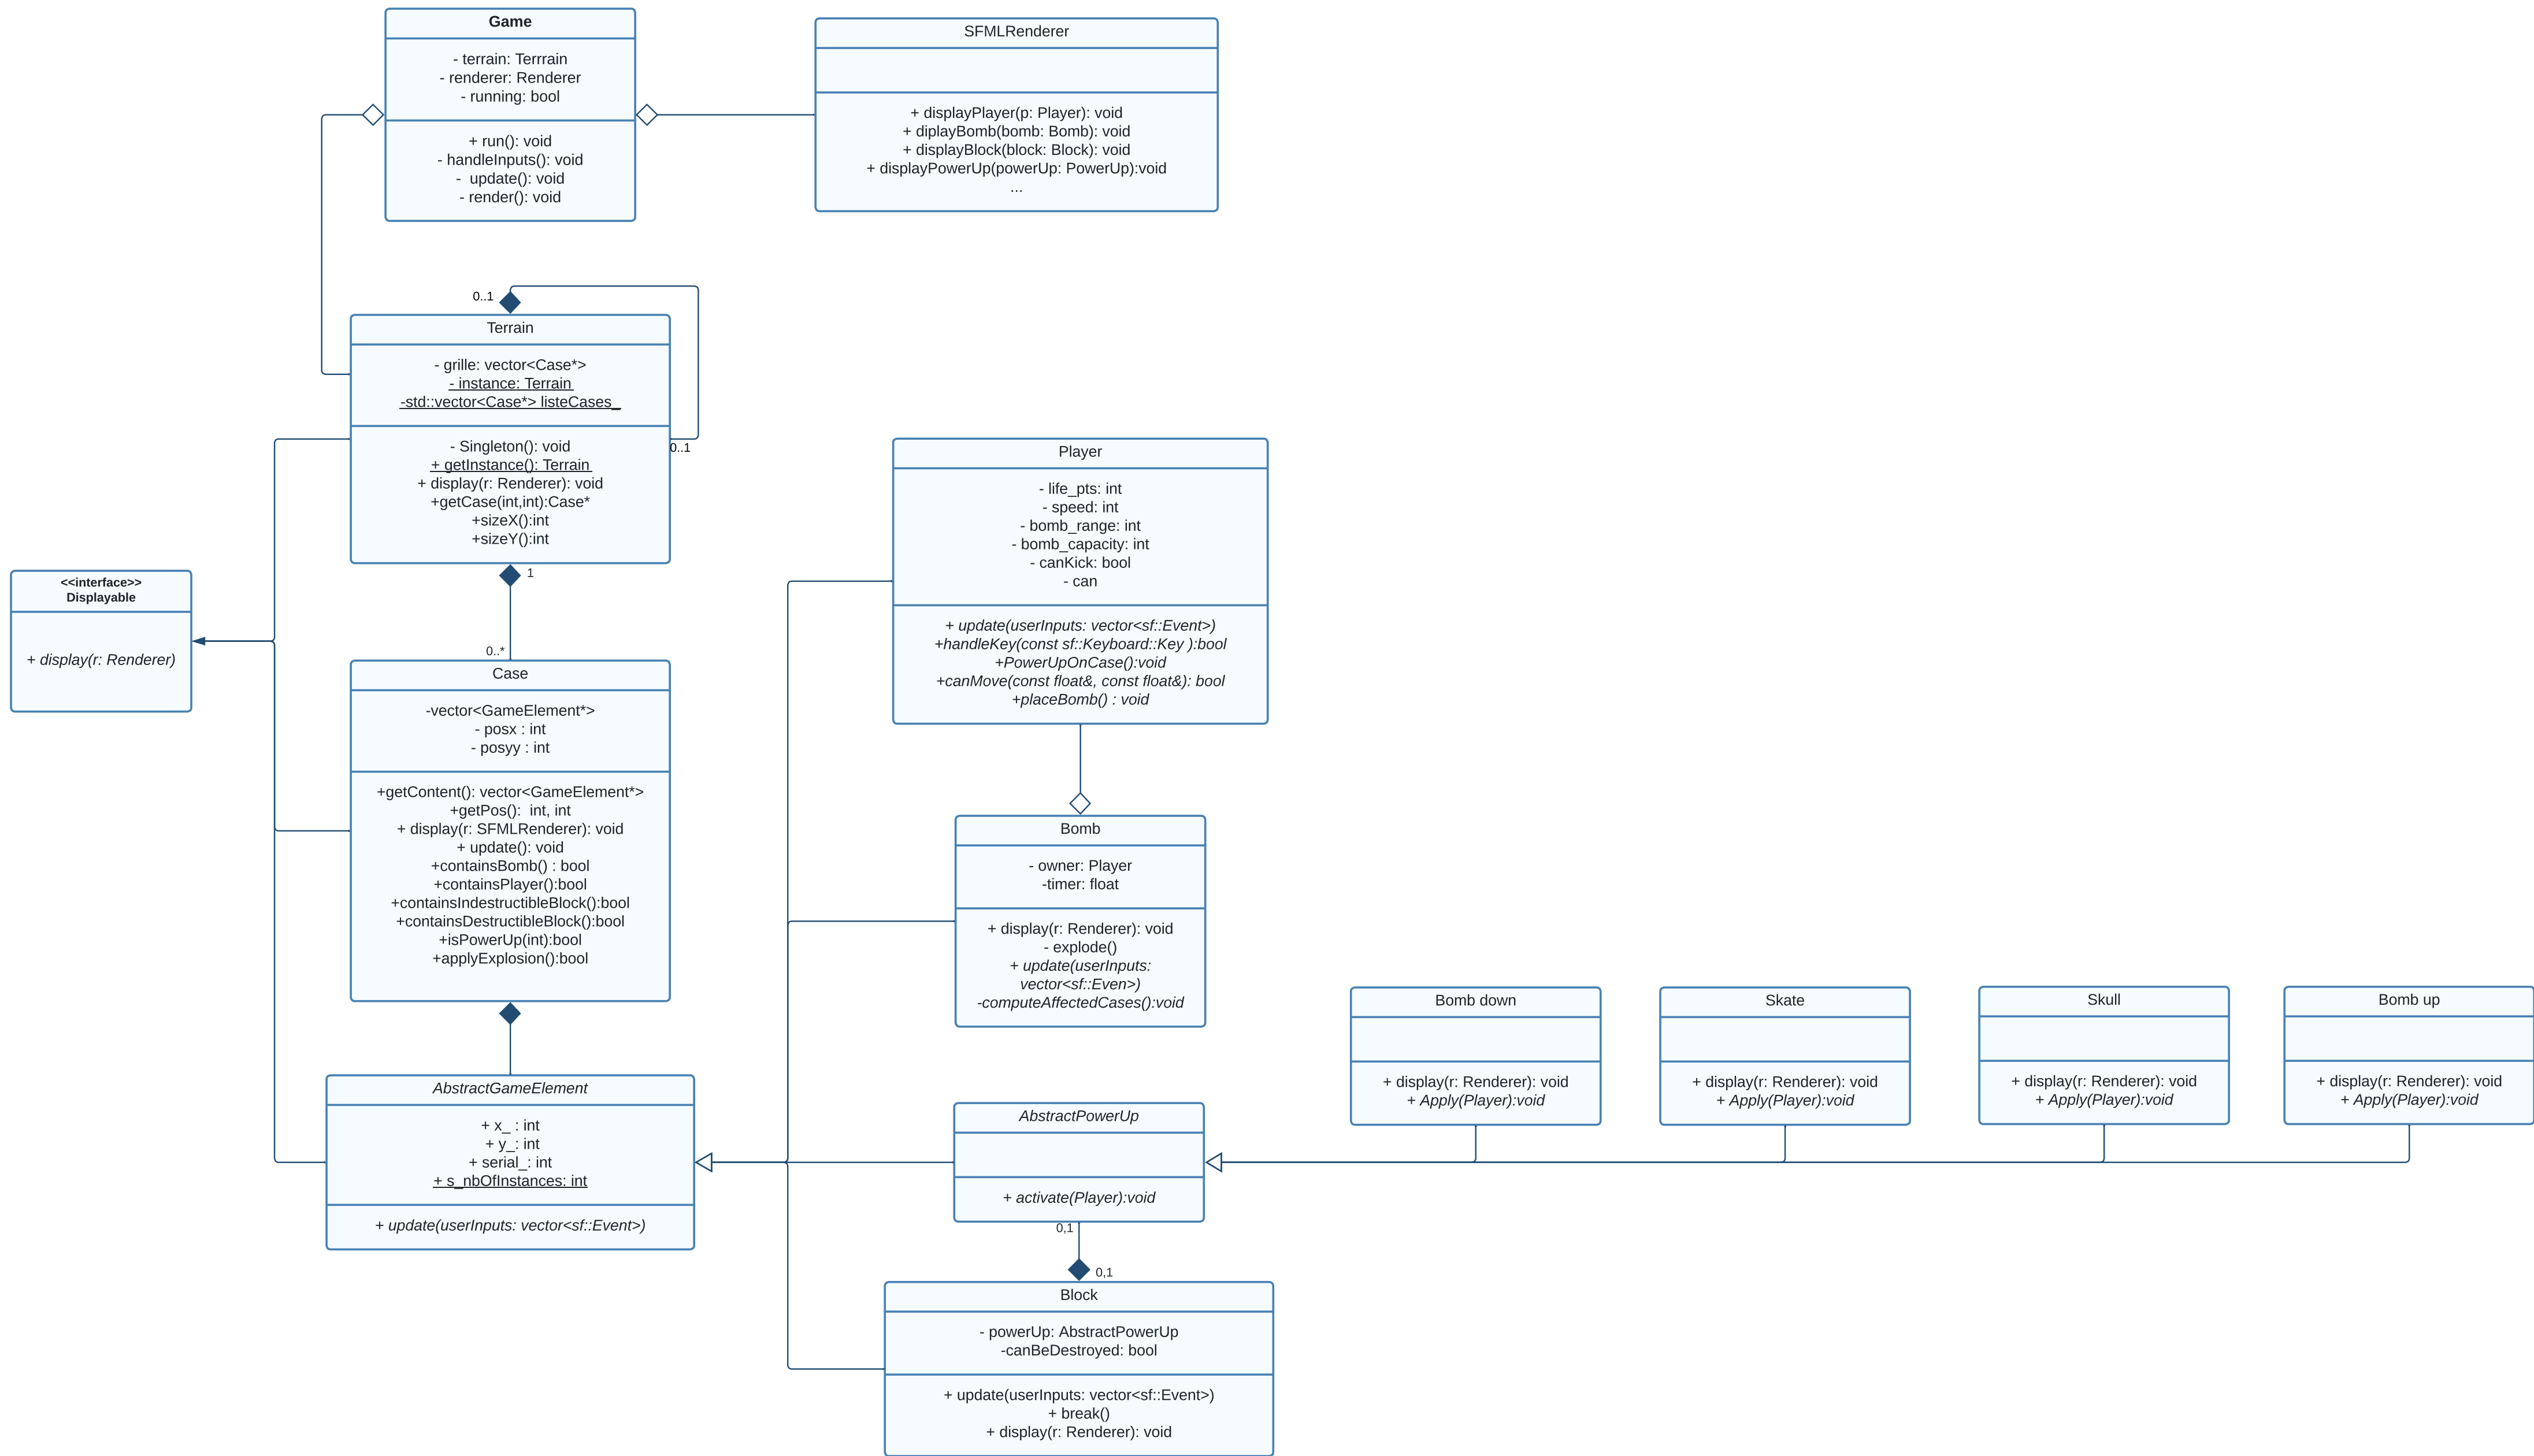 Game
- terrain: Terrrain
- renderer: Renderer
- running: bool
+ run(): void
- handleInputs(): void
-  update(): void
- render(): void
SFMLRenderer
+ displayPlayer(p: Player): void
+ diplayBomb(bomb: Bomb): void
+ displayBlock(block: Block): void
+ displayPowerUp(powerUp: PowerUp):void
...
0..1
Terrain
- grille: vector<Case*>
- instance: Terrain
-std::vector<Case*> listeCases_
- Singleton(): void
+ getInstance(): Terrain
+ display(r: Renderer): void
+getCase(int,int):Case*
+sizeX():int
+sizeY():int
0..1
1
0..*
<<interface>>
Displayable
+ display(r: Renderer)
Case
-vector<GameElement*>
- posx : int
- posyy : int
+getContent(): vector<GameElement*>
+getPos():  int, int
+ display(r: SFMLRenderer): void
+ update(): void
+containsBomb() : bool
+containsPlayer():bool
+containsIndestructibleBlock():bool
+containsDestructibleBlock():bool
+isPowerUp(int):bool
+applyExplosion():bool
Player
- life_pts: int
- speed: int
- bomb_range: int
- bomb_capacity: int
- canKick: bool
- can
+ update(userInputs: vector<sf::Event>)
+handleKey(const sf::Keyboard::Key ):bool
+PowerUpOnCase():void
+canMove(const float&, const float&): bool
+placeBomb() : void
Bomb
- owner: Player
-timer: float
+ display(r: Renderer): void
- explode()
+ update(userInputs:
vector<sf::Even>)
-computeAffectedCases():void
AbstractGameElement
+ x_ : int
+ y_: int
+ serial_: int
+ s_nbOfInstances: int
+ update(userInputs: vector<sf::Event>)
AbstractPowerUp
+ activate(Player):void
0,1
0,1
Bomb down
+ display(r: Renderer): void
+ Apply(Player):void
Skate
+ display(r: Renderer): void
+ Apply(Player):void
Skull
+ display(r: Renderer): void
+ Apply(Player):void
Bomb up
+ display(r: Renderer): void
+ Apply(Player):void
Block
- powerUp: AbstractPowerUp
-canBeDestroyed: bool
+ update(userInputs: vector<sf::Event>)
+ break()
+ display(r: Renderer): void